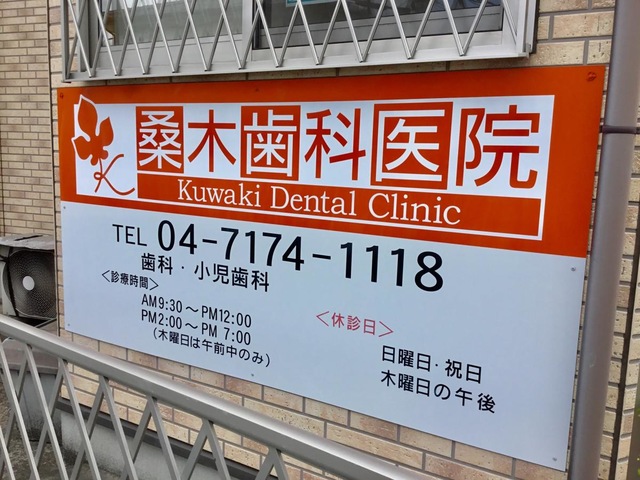 桑木歯科医院
K
Kuwaki Dental Clinic
TEL 04-7174-1118
歯科・小児歯科
＜診療時間＞
AM9:30～PM12:00
PM2:00～PM 7:00
(木曜日は午前中のみ)
＜休診日＞
日曜日・祝日
木曜日の午後